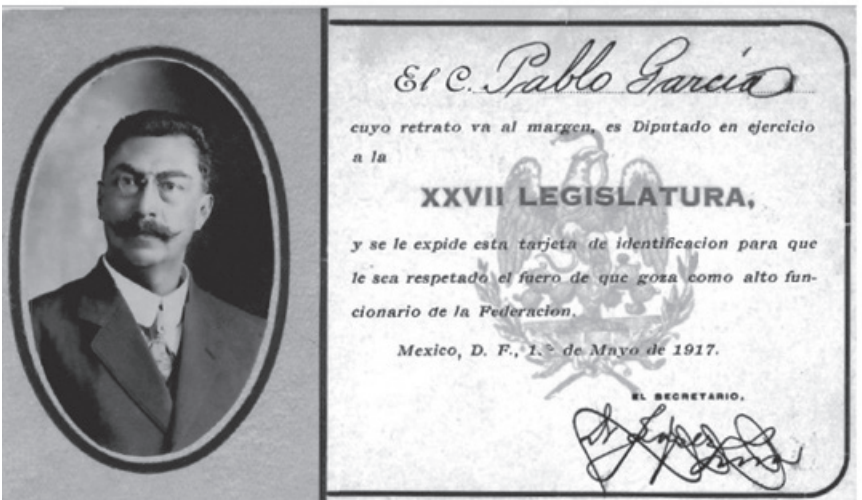 El C. Pablo García
cuyo retrato va al margen, es Diputado en ejercicio
a la
XXVII LEGISLATURA,
y se le expide esta tarjeta de identificacion para que
le sea respetado el fuero de que goza como alto fun-
cionario de la Federacion.
Mexico, D. F., 1.º de Mayo de 1917.
EL SECRETARIO,